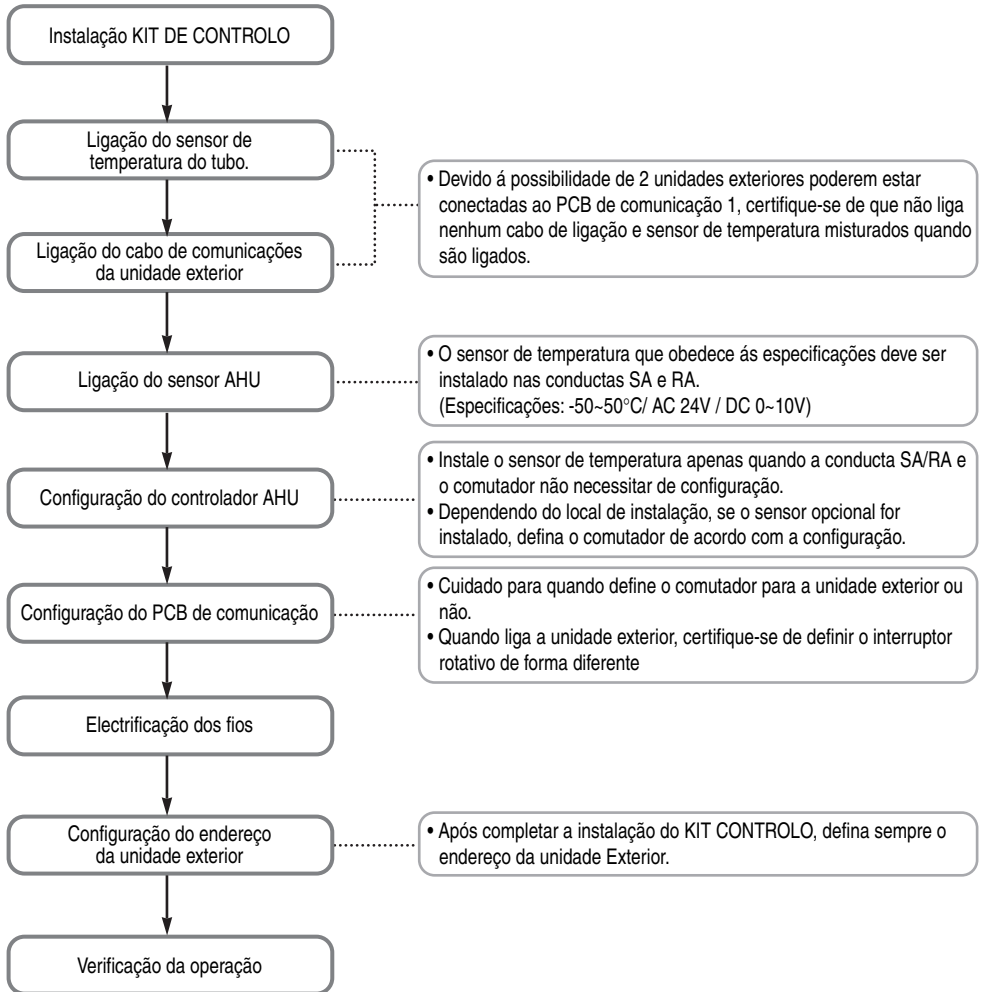 Instalação KIT DE CONTROLO
Ligação do sensor de
temperatura do tubo.
• Devido á possibilidade de 2 unidades exteriores poderem estar
conectadas ao PCB de comunicação 1, certifique-se de que não liga
nenhum cabo de ligação e sensor de temperatura misturados quando
são ligados.
Ligação do cabo de comunicações
da unidade exterior
Ligação do sensor AHU
• O sensor de temperatura que obedece ás especificações deve ser
instalado nas conductas SA e RA.
(Especificações: -50~50°C/ AC 24V / DC 0~10V)
Configuração do controlador AHU
• Instale o sensor de temperatura apenas quando a conducta SA/RA e
o comutador não necessitar de configuração.
• Dependendo do local de instalação, se o sensor opcional for
instalado, defina o comutador de acordo com a configuração.
Configuração do PCB de comunicação
• Cuidado para quando define o comutador para a unidade exterior ou
não.
• Quando liga a unidade exterior, certifique-se de definir o interruptor
rotativo de forma diferente
Electrificação dos fios
Configuração do endereço
da unidade exterior
• Após completar a instalação do KIT CONTROLO, defina sempre o
endereço da unidade Exterior.
Verificação da operação